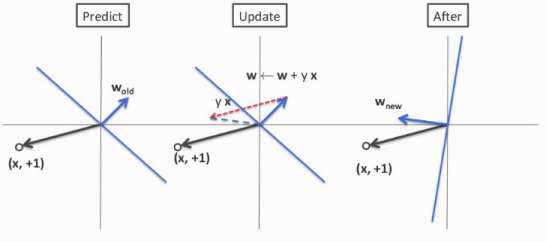 Predict
Update
After
w ← w + y x
w_old
y x
w_new
(x, +1)
(x, +1)
(x, +1)